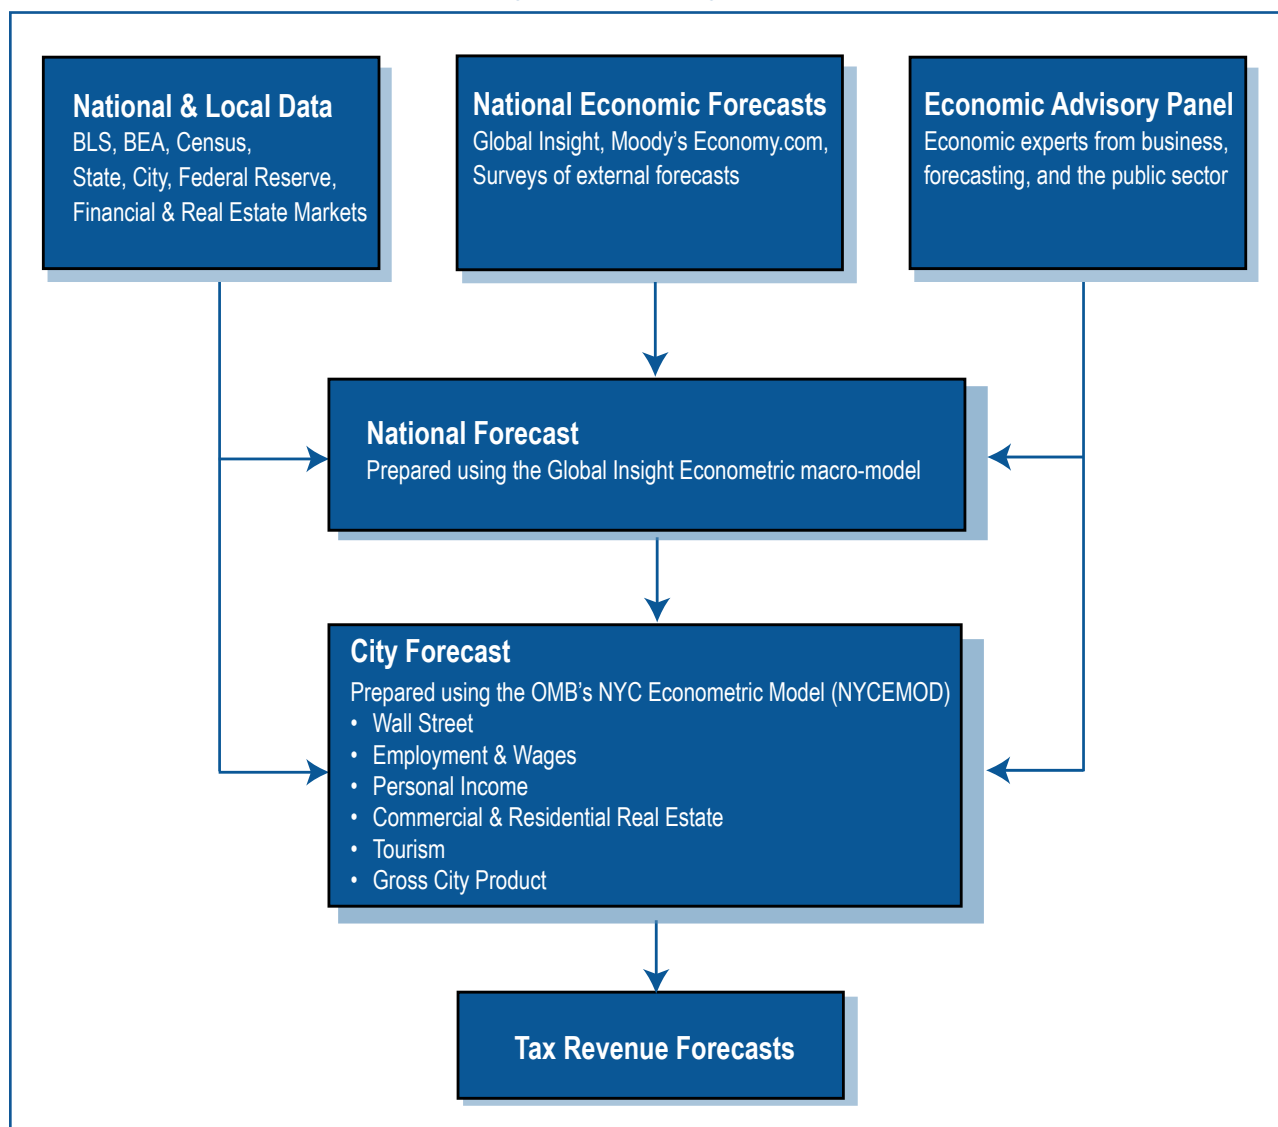 National & Local Data
BLS, BEA, Census,
State, City, Federal Reserve,
Financial & Real Estate Markets
National Economic Forecasts
Global Insight, Moody’s Economy.com,
Surveys of external forecasts
Economic Advisory Panel
Economic experts from business,
forecasting, and the public sector
National Forecast
Prepared using the Global Insight Econometric macro-model
City Forecast
Prepared using the OMB’s NYC Econometric Model (NYCEMOD)
• Wall Street
• Employment & Wages
• Personal Income
• Commercial & Residential Real Estate
• Tourism
• Gross City Product
Tax Revenue Forecasts